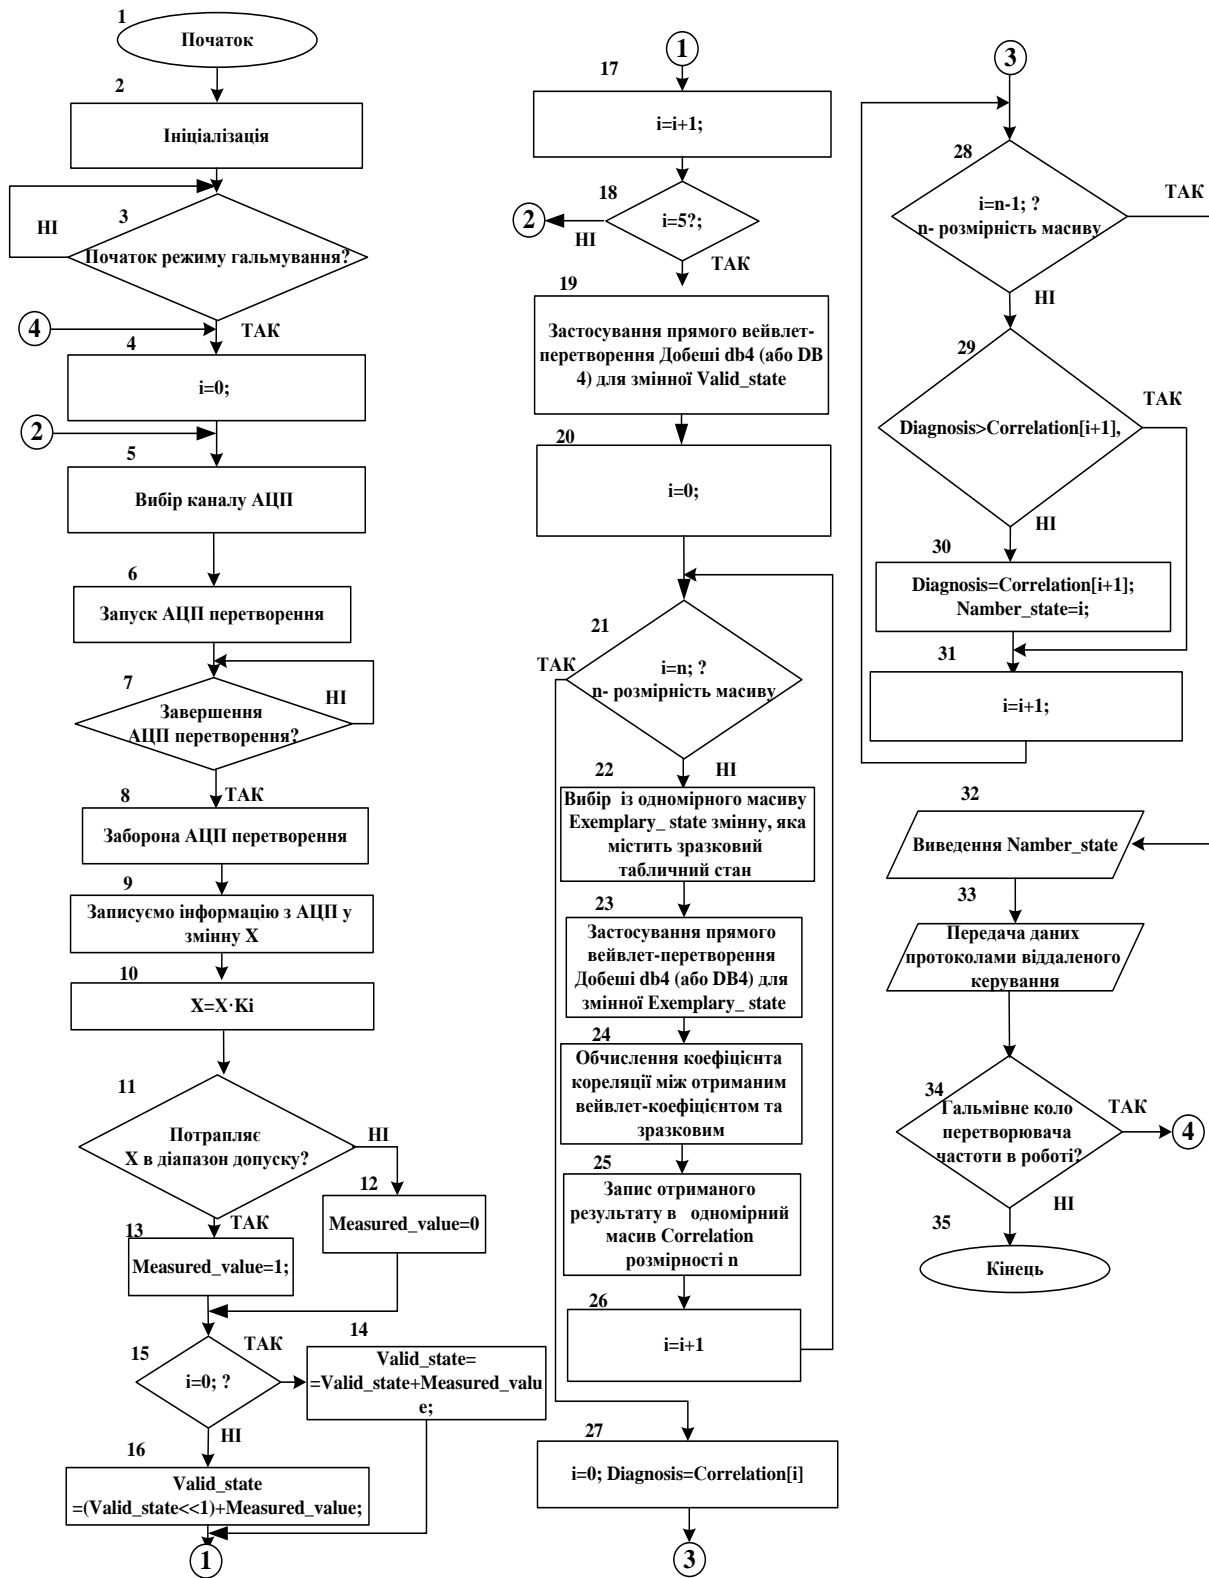 1
Початок
2
Ініціалізація
3
НІ
Початок режиму гальмування?
ТАК
4
4
i=0;
2
5
Вибір каналу АЦП
6
Запуск АЦП перетворення
7
НІ
Завершення
АЦП перетворення?
ТАК
8
Заборона АЦП перетворення
9
Записуємо інформацію з АЦП у
змінну X
10
X=X·Ki
11
Потрапляє
X в діапазон допуску?
НІ
12
Measured_value=0
ТАК
13
Measured_value=1;
15
i=0; ?
ТАК
14
Valid_state=
=Valid_state+Measured_valu
e;
НІ
16
Valid_state
=(Valid_state<<1)+Measured_value;
1
1
17
i=i+1;
18
i=5?;
2
НІ
ТАК
19
Застосування прямого вейвлет-
перетворення Добеші db4 (або DB
4) для змінної Valid_state
20
i=0;
21
ТАК
i=n; ?
n- розмірність масиву
НІ
22
Вибір із одномірного масиву
Exemplary_ state змінну, яка
містить зразковий
табличний стан
23
Застосування прямого
вейвлет-перетворення
Добеші db4 (або DB4) для
змінної Exemplary_ state
24
Обчислення коефіцієнта
кореляції між отриманим
вейвлет-коефіцієнтом та
зразковим
25
Запис отриманого
результату в одномірний
масив Correlation
розмірності n
26
i=i+1
27
i=0; Diagnosis=Correlation[i]
3
3
28
ТАК
i=n-1; ?
n- розмірність масиву
НІ
29
ТАК
Diagnosis>Correlation[i+1],
НІ
30
Diagnosis=Correlation[i+1];
Namber_state=i;
31
i=i+1;
32
Виведення Namber_state
33
Передача даних
протоколами віддаленого
керування
34
Гальмівне коло
перетворювача
частоти в роботі?
ТАК
4
НІ
35
Кінець